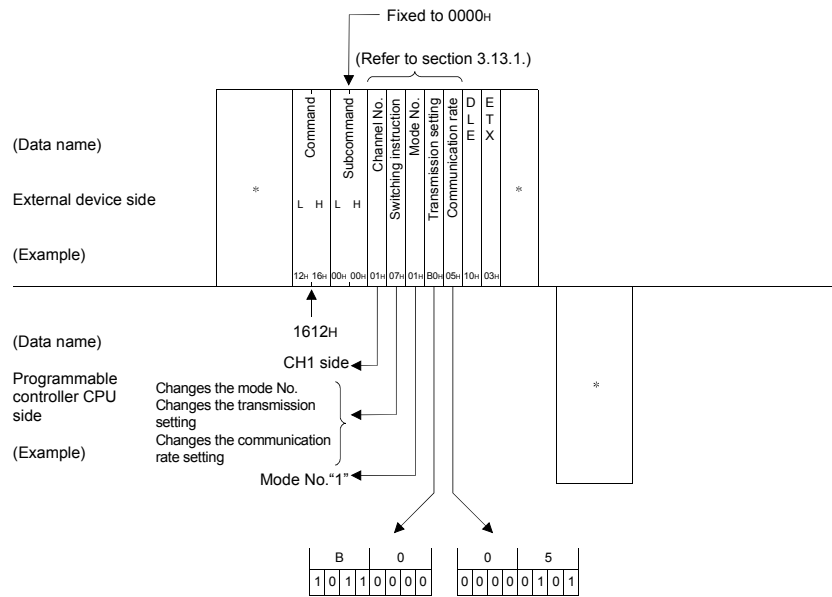 Fixed to 0000H
(Refer to section 3.13.1.)
(Data name)
External device side
(Example)
*
Command
L H
12H 16H
Subcommand
L H
00H 00H
Channel No.
01H
Switching instruction
07H
Mode No.
01H
Transmission setting
B0H
Communication rate
05H
DLE
10H
ETX
03H
*
1612H
(Data name)
CH1 side
Programmable
controller CPU
side
Changes the mode No.
Changes the transmission
setting
Changes the communication
rate setting
(Example)
Mode No."1"
*
B 0 0 5
1 0 1 1 0 0 0 0 0 0 0 0 0 1 0 1